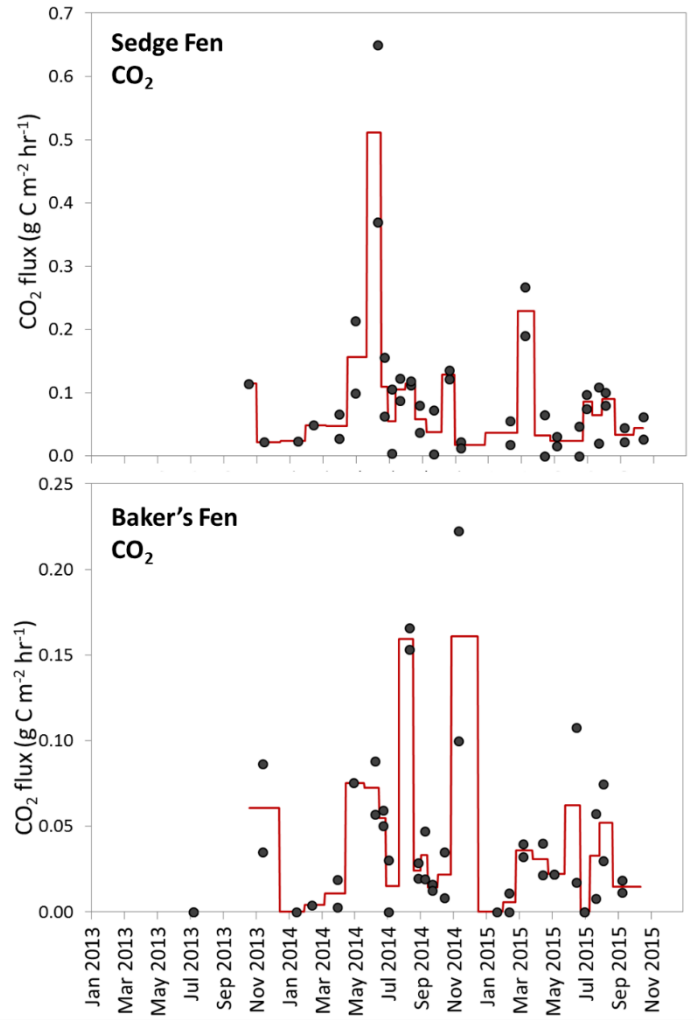 Sedge Fen
CO₂
CO₂ flux (g C m⁻² hr⁻¹)
0.7
0.6
0.5
0.4
0.3
0.2
0.1
0.0
Baker's Fen
CO₂
CO₂ flux (g C m⁻² hr⁻¹)
0.25
0.20
0.15
0.10
0.05
0.00
Jan 2013
Mar 2013
May 2013
Jul 2013
Sep 2013
Nov 2013
Jan 2014
Mar 2014
May 2014
Jul 2014
Sep 2014
Nov 2014
Jan 2015
Mar 2015
May 2015
Jul 2015
Sep 2015
Nov 2015